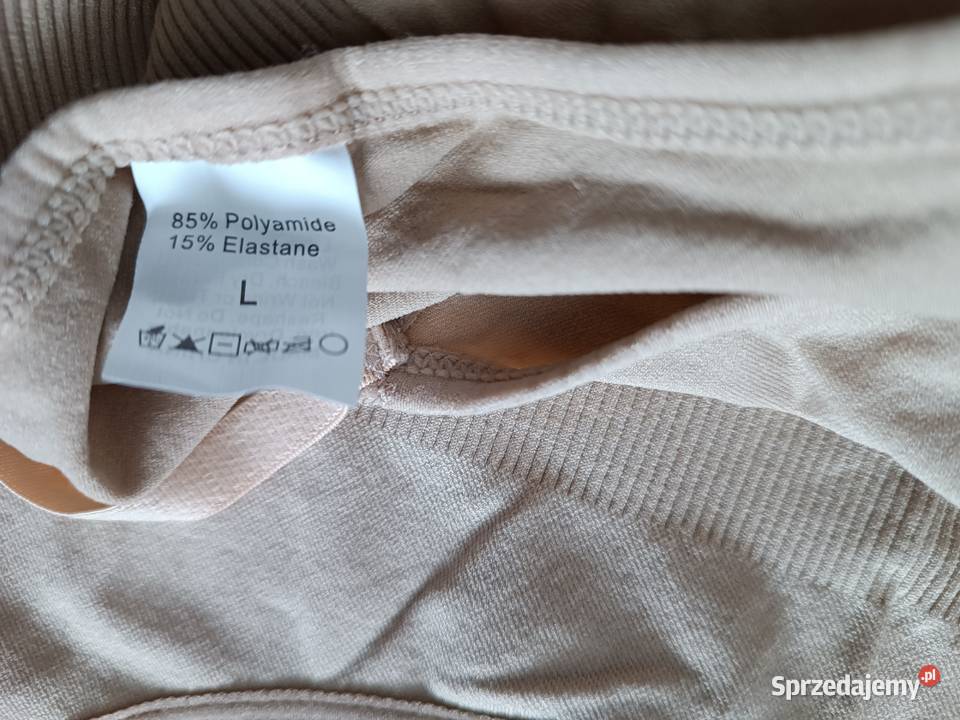 85% Polyamide
15% Elastane
L
Sprzedajemy.pl